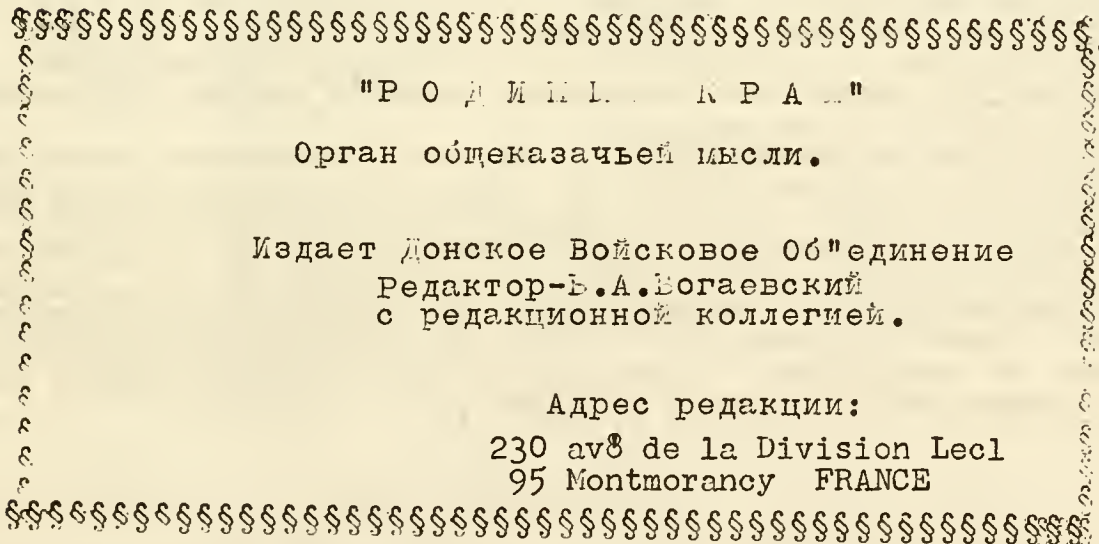 "Р О Д И М Ы Й   К Р А Й"
Орган общеказачьей мысли.
Издает Донское Войсковое Об"единение
Редактор-Б.А.Богаевский
с редакционной коллегией.
Адрес редакции:
230 av8 de la Division Lecl
95 Montmorancy FRANCE